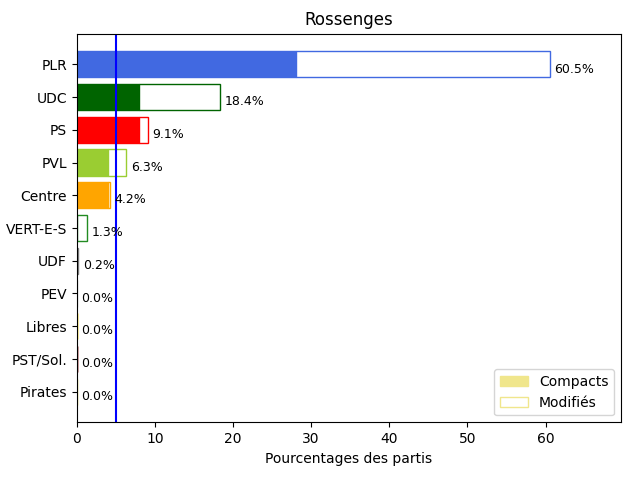 Rossenges
PLR 60.5%
UDC 18.4%
PS 9.1%
PVL 6.3%
Centre 4.2%
VERT-E-S 1.3%
UDF 0.2%
PEV 0.0%
Libres 0.0%
PST/Sol. 0.0%
Pirates 0.0%
Compacts
Modifiés
0 10 20 30 40 50 60
Pourcentages des partis